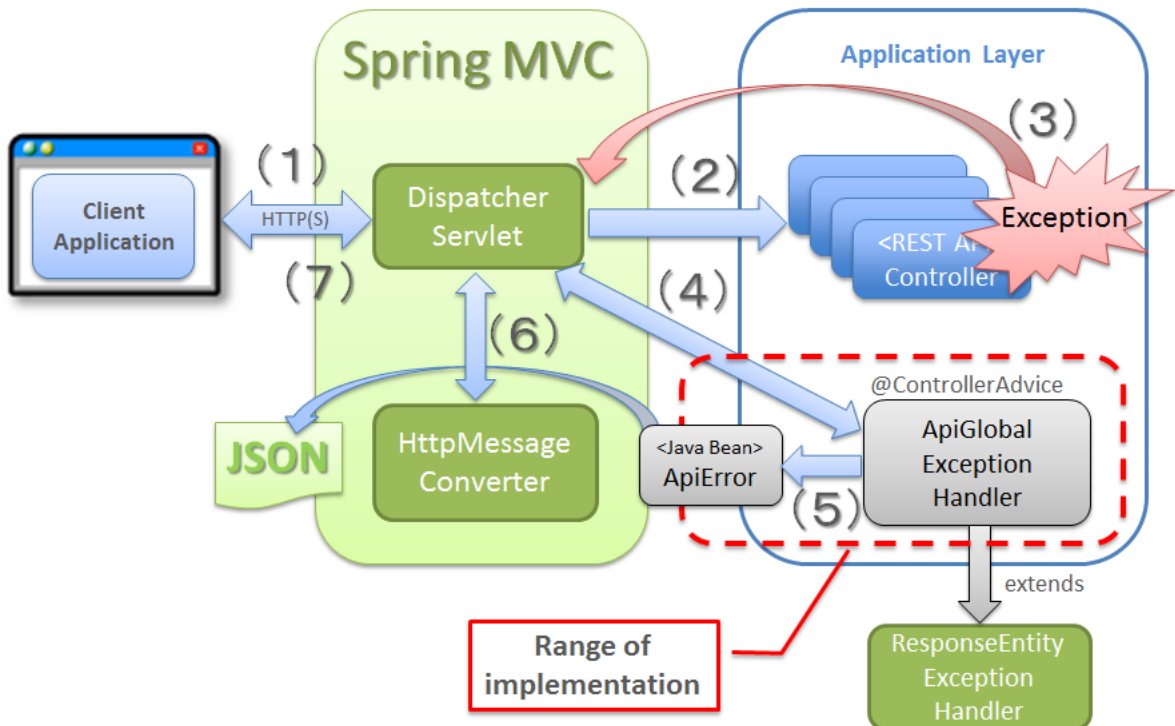 Spring MVC
Application Layer
(3)
(1)
(2)
Client
Application
HTTP(S)
Dispatcher
Servlet
Exception
<REST
Controller
(7)
(4)
(6)
@ControllerAdvice
JSON
HttpMessage
Converter
<Java Bean>
ApiError
ApiGlobal
Exception
Handler
(5)
extends
Range of
implementation
ResponseEntity
Exception
Handler